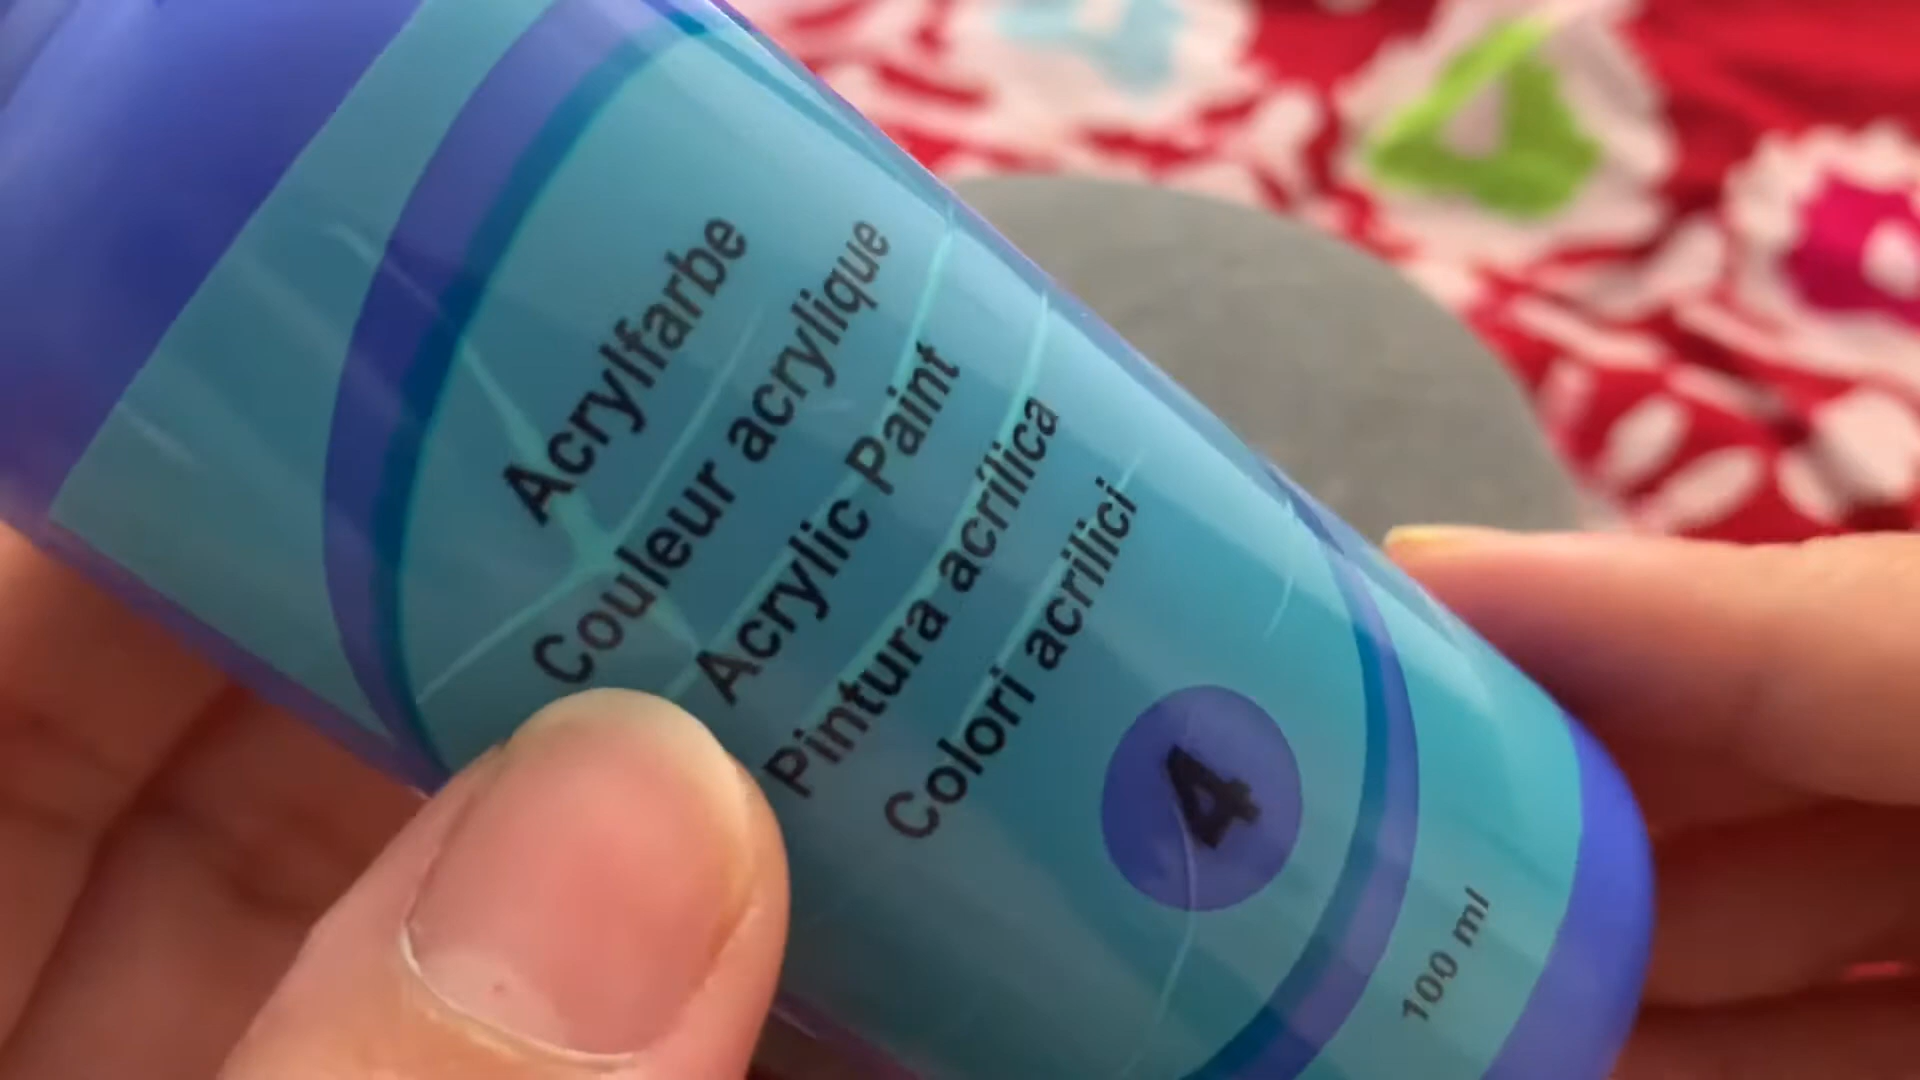 Acrylfarbe
Couleur acrylique
Acrylic Paint
Pintura acrílica
Colori acrilici
4
100 ml